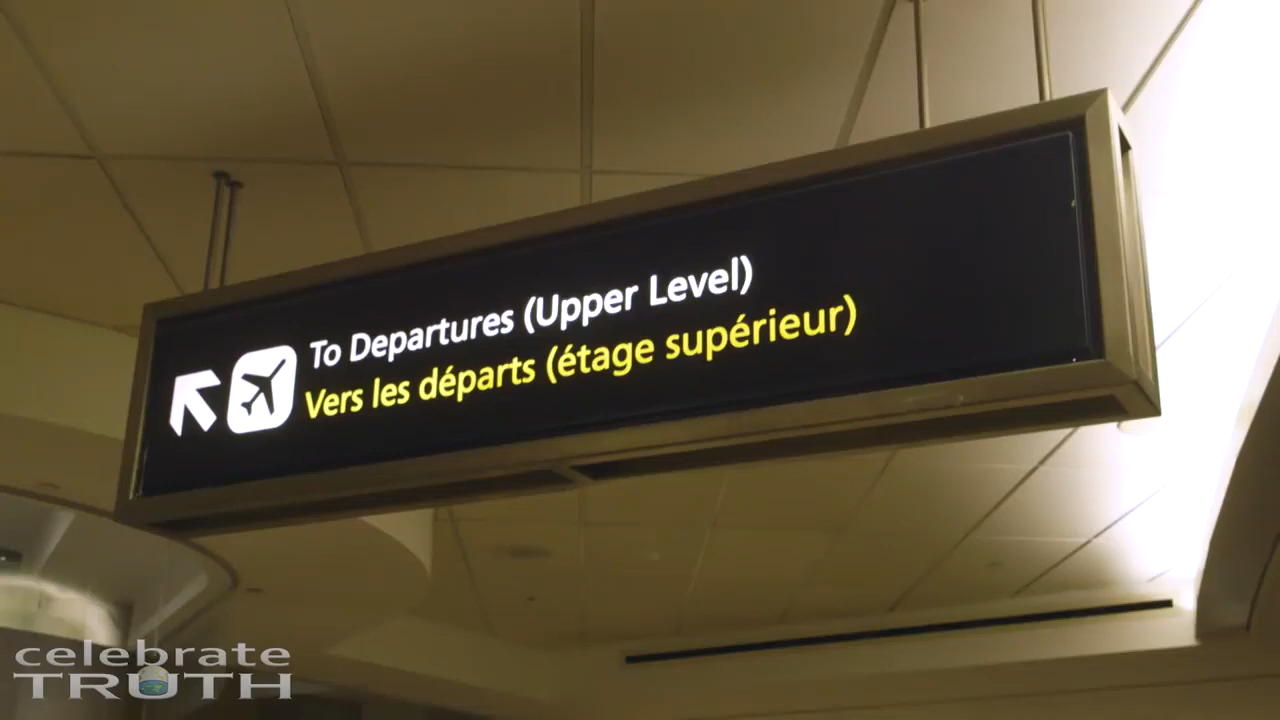 To Departures (Upper Level)
Vers les départs (étage supérieur)
celebrate
TRUTH